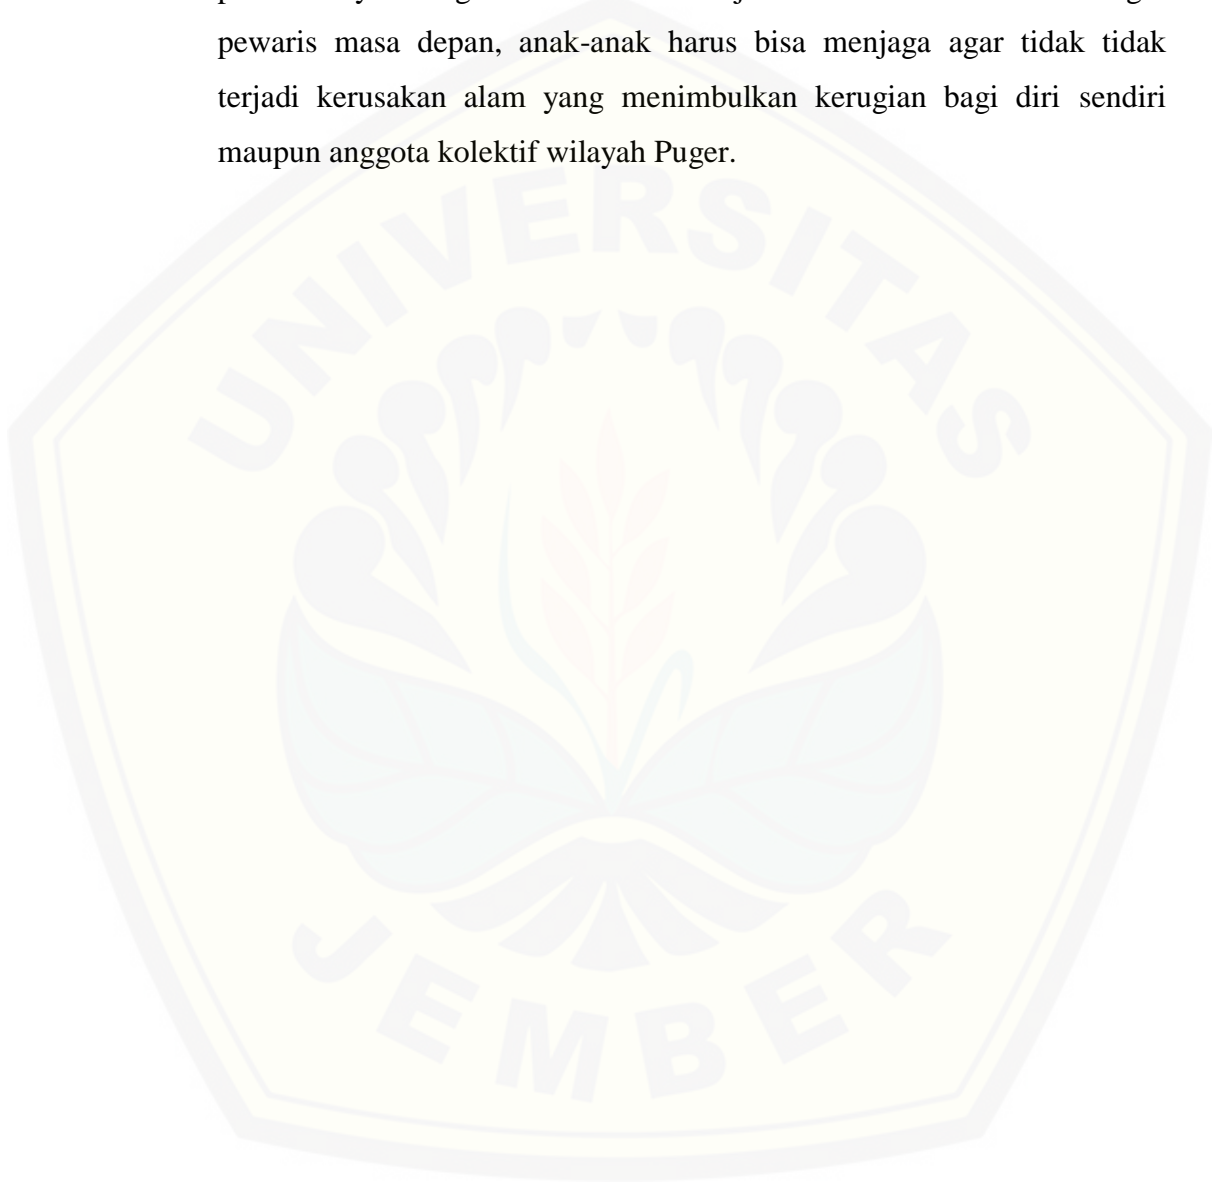 pewaris masa depan, anak-anak harus bisa menjaga agar tidak tidak
terjadi kerusakan alam yang menimbulkan kerugian bagi diri sendiri
maupun anggota kolektif wilayah Puger.
UNIVERSITAS
JEMBER